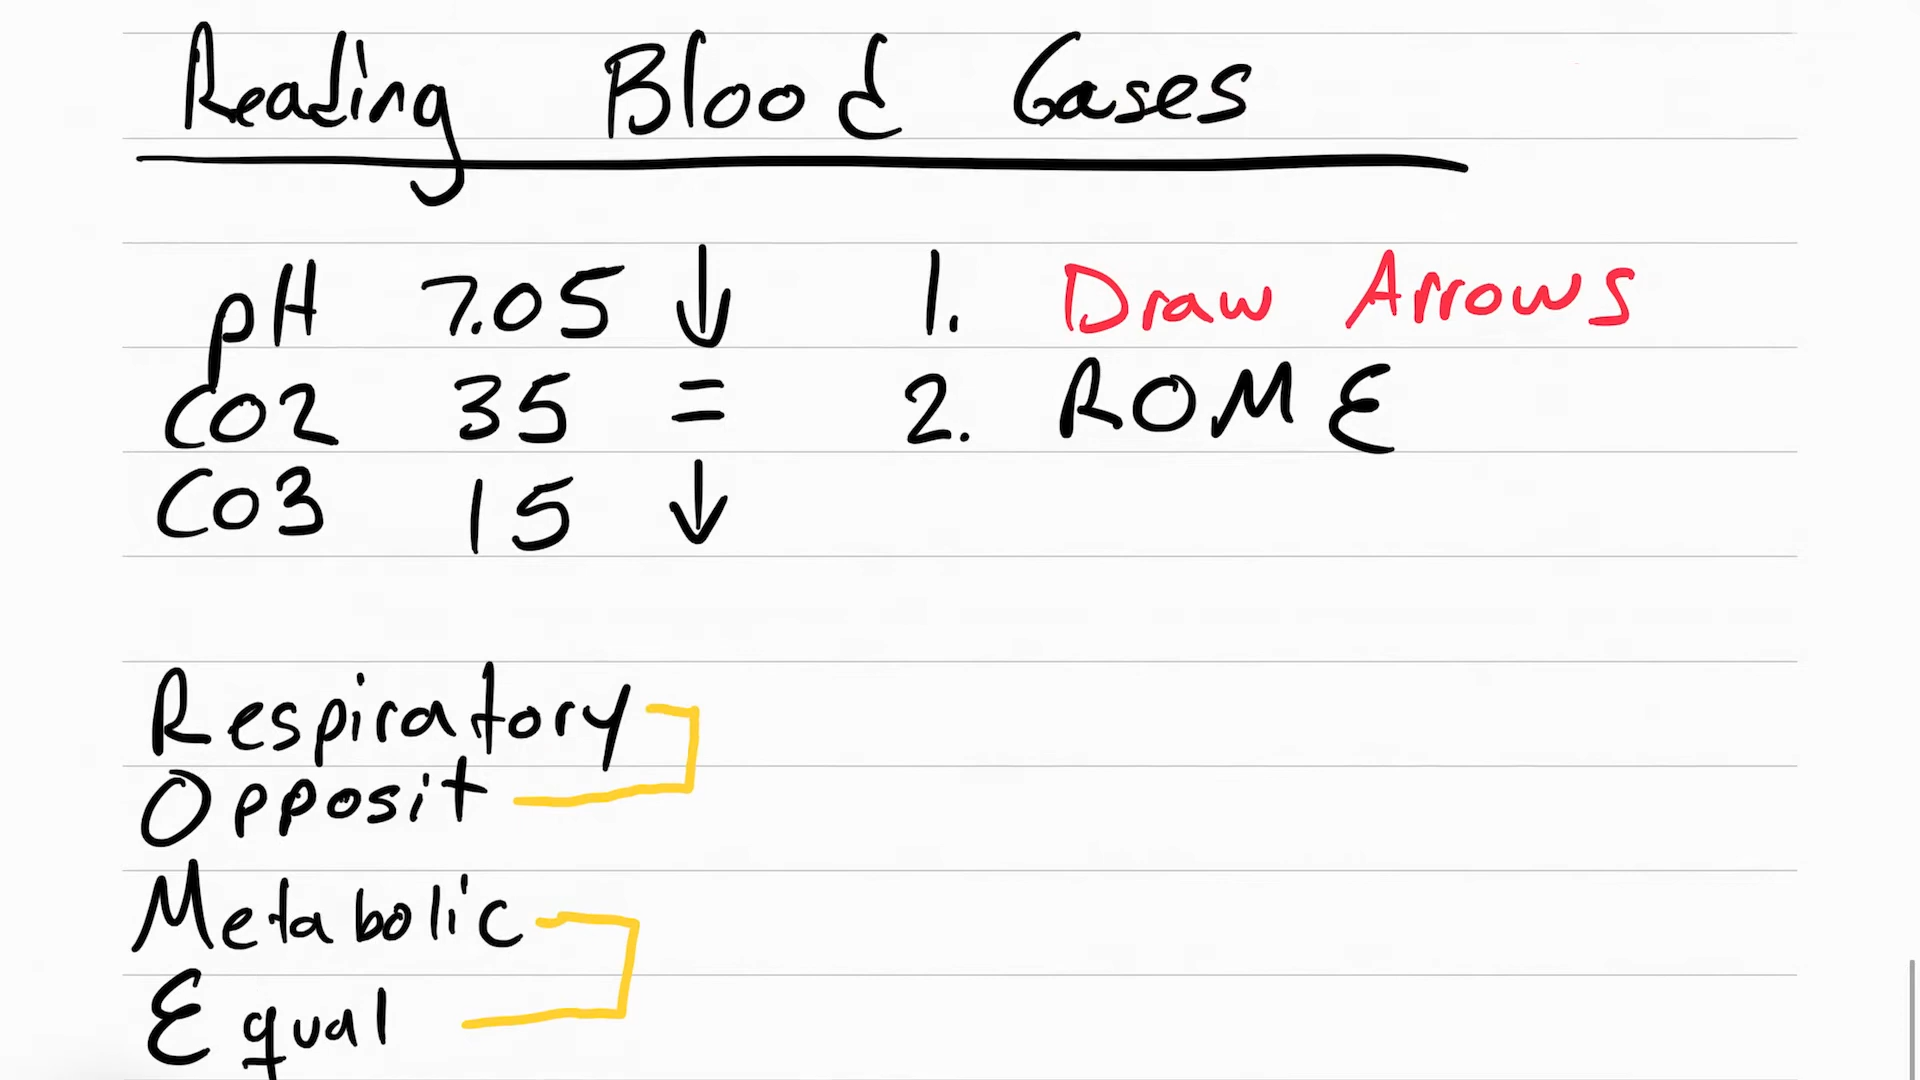 Reading Blood Gases
pH 7.05 ↓ 1. Draw Arrows
CO2 35 = 2. ROME
CO3 15 ↓
Respiratory
Opposit
Metabolic
Equal